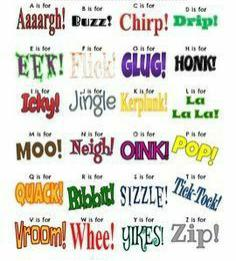 A is for B is for C is for D is for
Aaaargh! Buzz! Chirp! Drip!
E is for F is for G is for H is for
EEK! Flick! GLUG! HONK!
I is for J is for K is for L is for
Icky! Jingle Kerplunk! La
La La!
M is for N is for O is for P is for
MOO! Neigh! OINK! POP!
Q is for R is for S is for T is for
QUACK! Ribbit! SIZZLE! Tick-Tock!
V is for W is for Y is for Z is for
Vroom! Whee! YIKES! Zip!